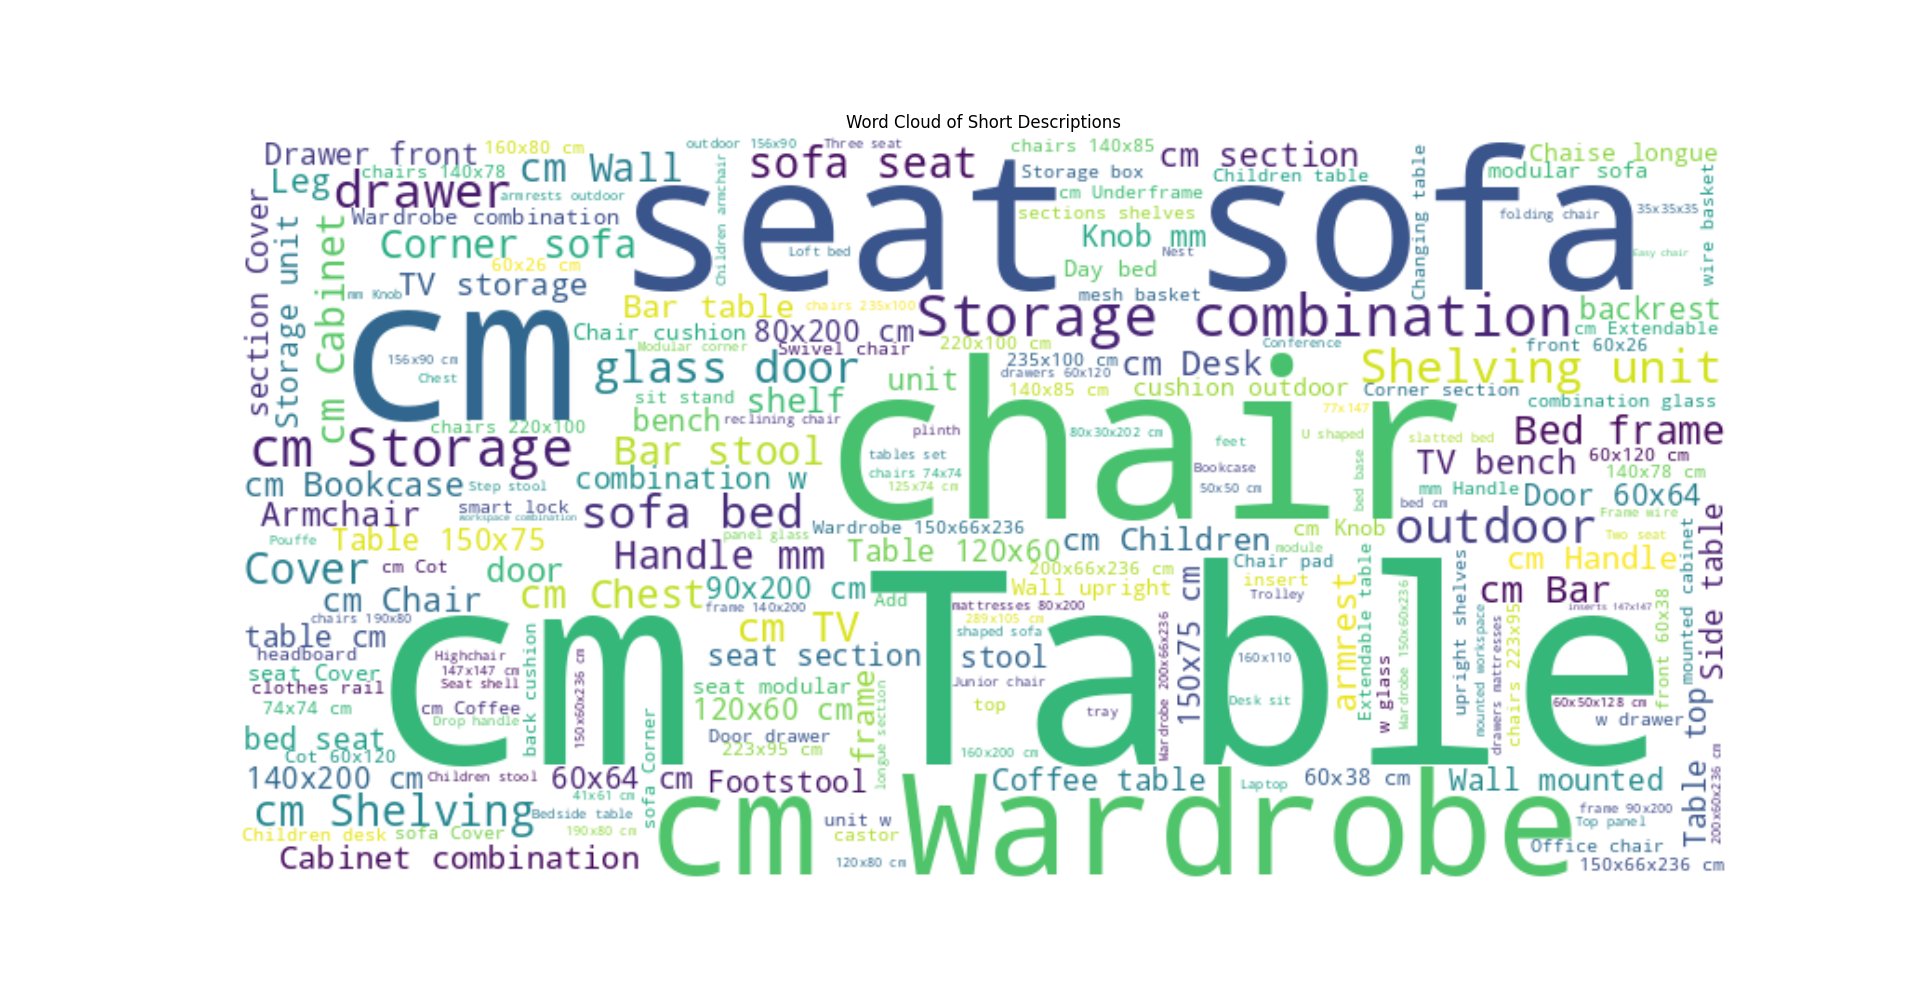 Word Cloud of Short Descriptions
Drawer front
160x80 cm
outdoor 156x90
Three seat
chairs 140x85
cm section
Chaise longue
cm Wall
sofa seat
chairs 140x78
Leg
drawer
armrests outdoor
Children armchair
Storage box
Children table
modular sofa
cm Underframe
Wardrobe combination
seat sofa
sections shelves
Changing table
folding chair
35x35x35
wire basket
section Cover
Storage unit
cm Cabinet
Corner sofa
Loft bed
Knob mm
Nest
Easy chair
60x26 cm
Day bed
TV storage
mm Knob
mesh basket
Bar table
chairs 235x100
Storage combination
backrest
cm
Chair cushion
80x200 cm
cm Extendable
Modular corner
Swivel chair
220x100 cm
Conference
front 60x26
156x90 cm
Chest
glass door
235x100 cm
cm Desk
Shelving unit
drawers 60x120
unit
140x85 cm
cushion outdoor
Corner section
sit stand
shelf
combination glass
chairs 220x100
bench
reclining chair
chair
77x147
plinth
80x30x202 cm
feet
U shaped
slatted bed
Bed frame
cm Storage
Bar stool
tables set
TV bench
60x120 cm
Bookcase
140x78 cm
chairs 74x74
125x74 cm
50x50 cm
bed base
cm Bookcase
Step stool
combination w
mm Handle
Door 60x64
bed cm
Armchair
smart lock
workspace combination
sofa bed
Wardrobe 150x66x236
cm Knob
outdoor
Frame wire
Pouffe
Table 150x75
panel glass
Two seat
mounted cabinet
Side table
Handle mm
Table 120x60
cm Children
module
cm Handle
Cover
cm Cot
door
200x66x236 cm
Chair pad
Extendable table
upright shelves
cm Chair
cm Chest
90x200 cm
Wall upright
insert
Trolley
armrest
cm Bar
frame 140x200
Add
mattresses 80x200
inserts 147x147
chairs 190x80
cm TV
289x105 cm
shaped sofa
table cm
headboard
Highchair
147x147 cm
Seat shell
back cushion
150x60x236 cm
cm Table
seat section
stool
Wardrobe 200x66x236
150x75 cm
160x110
w glass
Wardrobe 150x60x236
mounted workspace
drawers mattresses
chairs 223x95
front 60x38
seat Cover
clothes rail
seat modular
frame
longue section
Junior chair
Desk sit
60x50x128 cm
74x74 cm
cm Coffee
Drop handle
120x60 cm
top
tray
w drawer
Table top
bed seat
Door drawer
223x95 cm
160x200 cm
Cot 60x120
sofa Corner
200x60x236 cm
140x200 cm
Children stool
60x64 cm
Footstool
Coffee table
Laptop
60x38 cm
Wall mounted
41x61 cm
cm Shelving
Bedside table
cm Wardrobe
frame 90x200
unit w
Top panel
Children desk
sofa Cover
190x80 cm
castor
Office chair
Cabinet combination
120x80 cm
150x66x236 cm